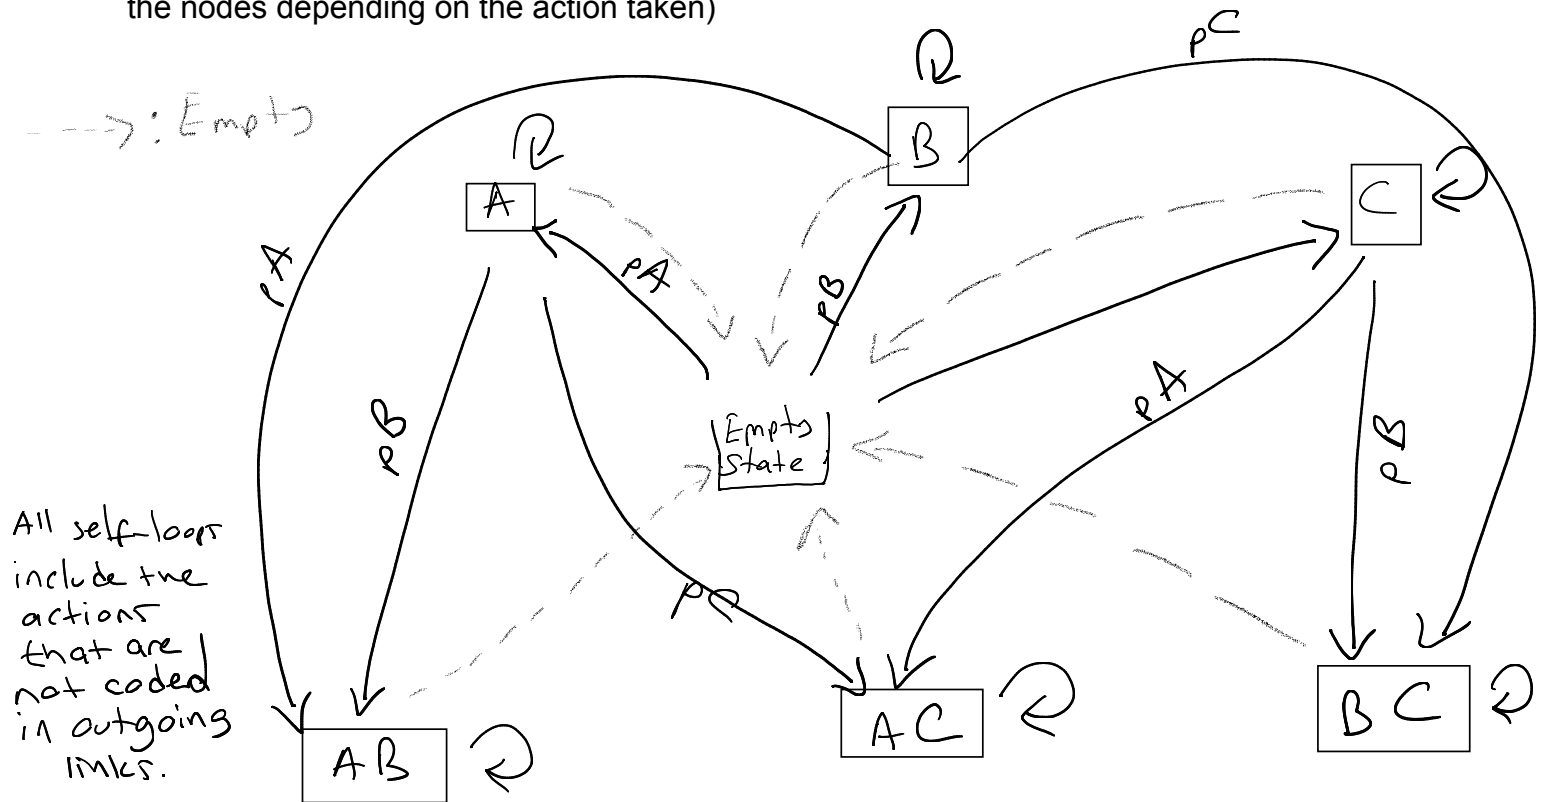 the nodes depending on the action taken)
pC
---->: Empty
B
A
C
pA
pA
pB
pA
pB
pB
Empty
State
All self-loops
include the
actions
that are
not coded
in outgoing
links.
pC
AB
AC
BC